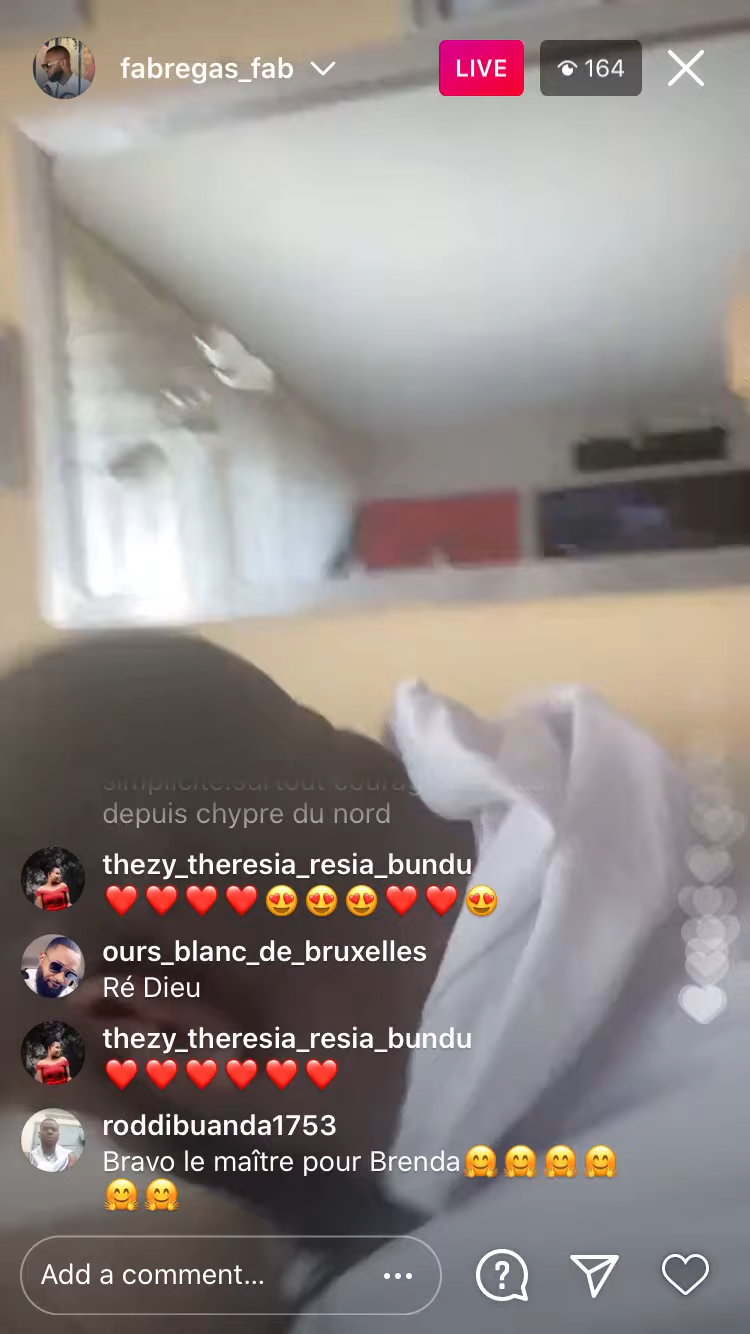 fabregas_fab
LIVE
164
depuis chypre du nord
thezy_theresia_resia_bundu
❤️❤️❤️❤️😍😍😍❤️❤️😍
ours_blanc_de_bruxelles
Ré Dieu
thezy_theresia_resia_bundu
❤️❤️❤️❤️❤️❤️
roddibuanda1753
Bravo le maître pour Brenda🤗🤗🤗🤗
🤗🤗
Add a comment...